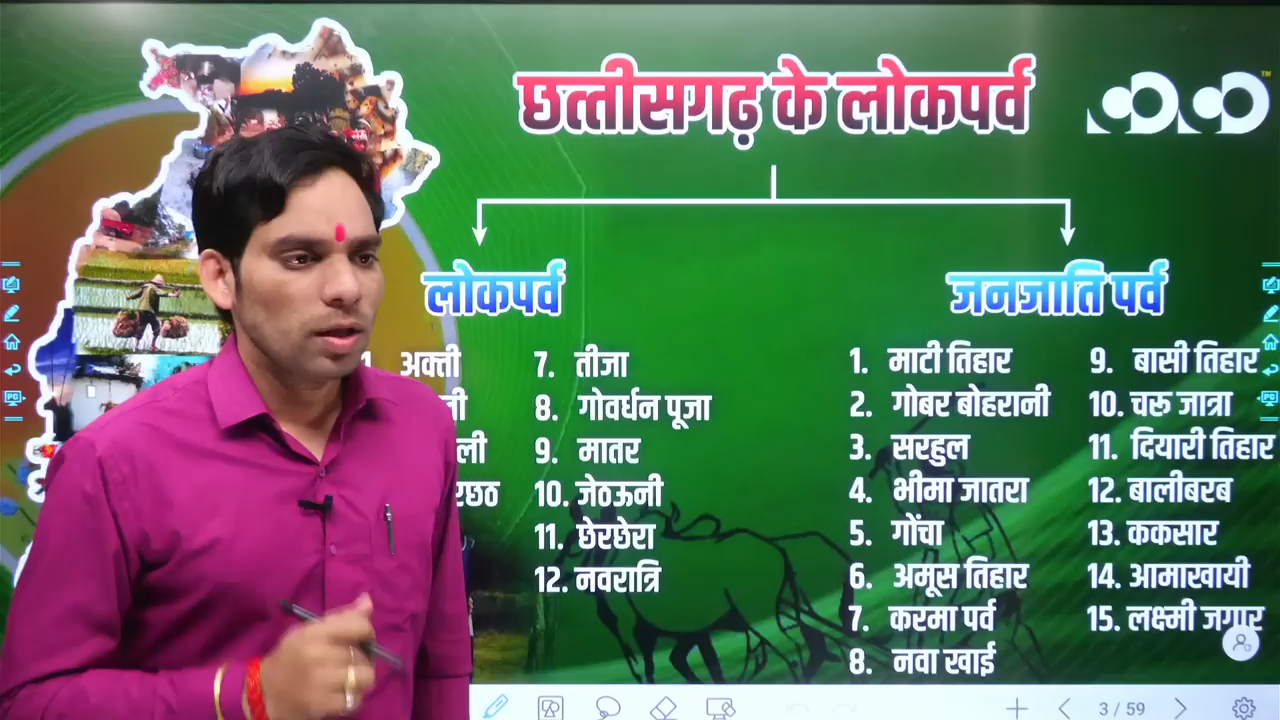 छत्तीसगढ़ के लोकपर्व
लोकपर्व
1. अक्ती
7. तीजा
8. गोवर्धन पूजा
9. मातर
10. जेठऊनी
11. छेरछेरा
12. नवरात्रि
जनजाति पर्व
1. माटी तिहार
2. गोबर बोहरानी
3. सरहुल
4. भीमा जातरा
5. गोंचा
6. अमूस तिहार
7. करमा पर्व
8. नवा खाई
9. बासी तिहार
10. चरू जात्रा
11. दियारी तिहार
12. बालीबरब
13. ककसार
14. आमाखायी
15. लक्ष्मी जगार
3 / 59